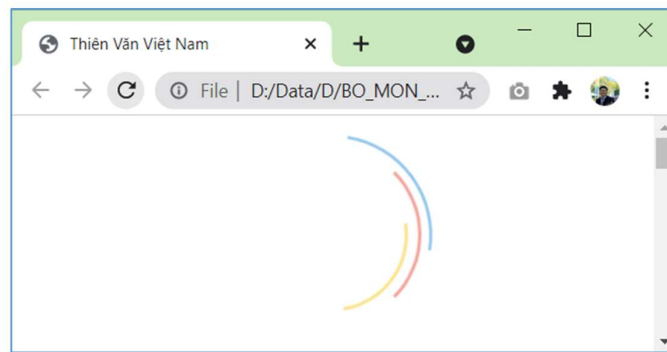 Thiên Văn Việt Nam
File | D:/Data/D/BO_MON_...